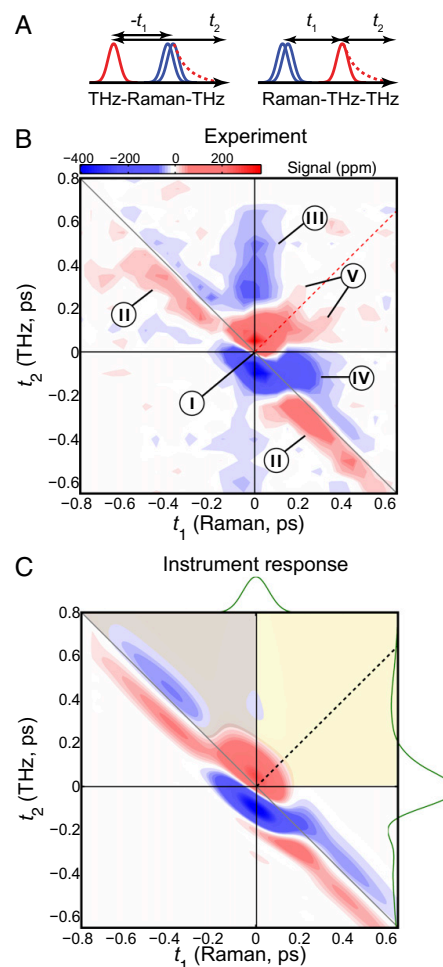 A
-t1
t2
t1
t2
THz-Raman-THz
Raman-THz-THz
B
Experiment
−400
−200
0
200
Signal (ppm)
0.8
0.6
0.4
0.2
0
−0.2
−0.4
−0.6
t2 (THz, ps)
III
V
II
IV
I
II
−0.8
−0.6
−0.4
−0.2
0
0.2
0.4
0.6
t1 (Raman, ps)
C
Instrument response
0.8
0.6
0.4
0.2
0
−0.2
−0.4
−0.6
t2 (THz, ps)
−0.8
−0.6
−0.4
−0.2
0
0.2
0.4
0.6
t1 (Raman, ps)